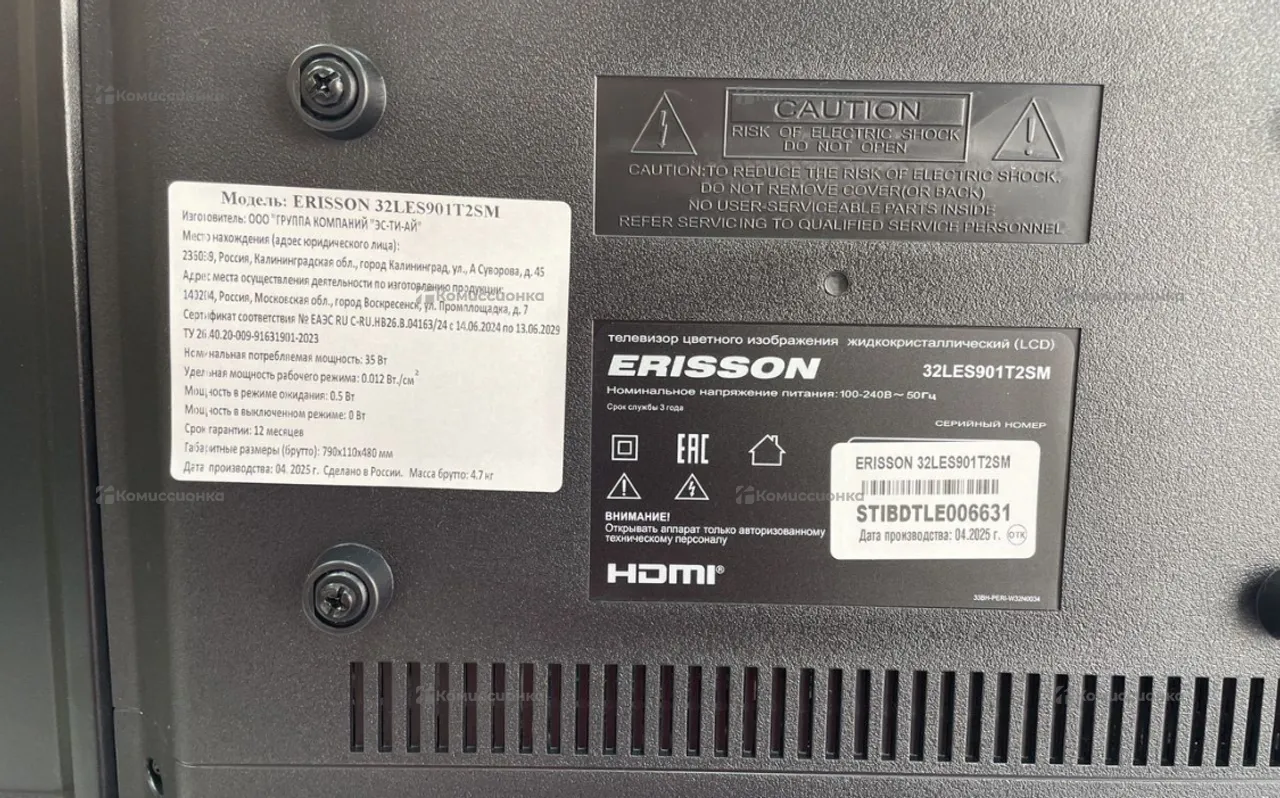 CAUTION
RISK OF ELECTRIC SHOCK
DO NOT OPEN
CAUTION:TO REDUCE THE RISK OF ELECTRIC SHOCK.
DO NOT REMOVE COVER(OR BACK)
NO USER-SERVICEABLE PARTS INSIDE
REFER SERVICING TO QUALIFIED SERVICE PERSONNEL
Модель: ERISSON 32LES901T2SM
Изготовитель: ООО "ГРУППА КОМПАНИЙ "ЭС-ТИ-АЙ"
Место нахождения (адрес юридического лица):
Россия, Калининградская обл., город Калининград, ул., А Суворова, д. 45
Адрес места осуществления деятельности по изготовлению продукции:
Россия, Московская обл., город Воскресенск, ул. Промплощадка, д. 7
Сертификат соответствия № ЕАЭС RU C-RU.НВ26.В.04163/24 с 14.06.2024 по 13.06.2029
ТУ 26.40.20-009-91631901-2023
Номинальная потребляемая мощность: 35 Вт
Удельная мощность рабочего режима: 0.012 Вт./см²
Мощность в режиме ожидания: 0.5 Вт
Мощность в выключенном режиме: 0 Вт
Срок гарантии: 12 месяцев
Габаритные размеры (брутто): 790х110х480 мм
Дата производства: 04. 2025 г. Сделано в России. Масса брутто: 4.7 кг
телевизор цветного изображения жидкокристаллический (LCD)
ERISSON 32LES901T2SM
Номинальное напряжение питания: 100-240В ~ 50Гц
Срок службы 3 года
СЕРИЙНЫЙ НОМЕР
EAC
ERISSON 32LES901T2SM
STIBDTLE006631
Дата производства: 04.2025 г. ОТК
ВНИМАНИЕ!
Открывать аппарат только авторизованному
техническому персоналу
HDMI®
Комиссионка
Комиссионка
Комиссионка
Комиссионка
Комиссионка